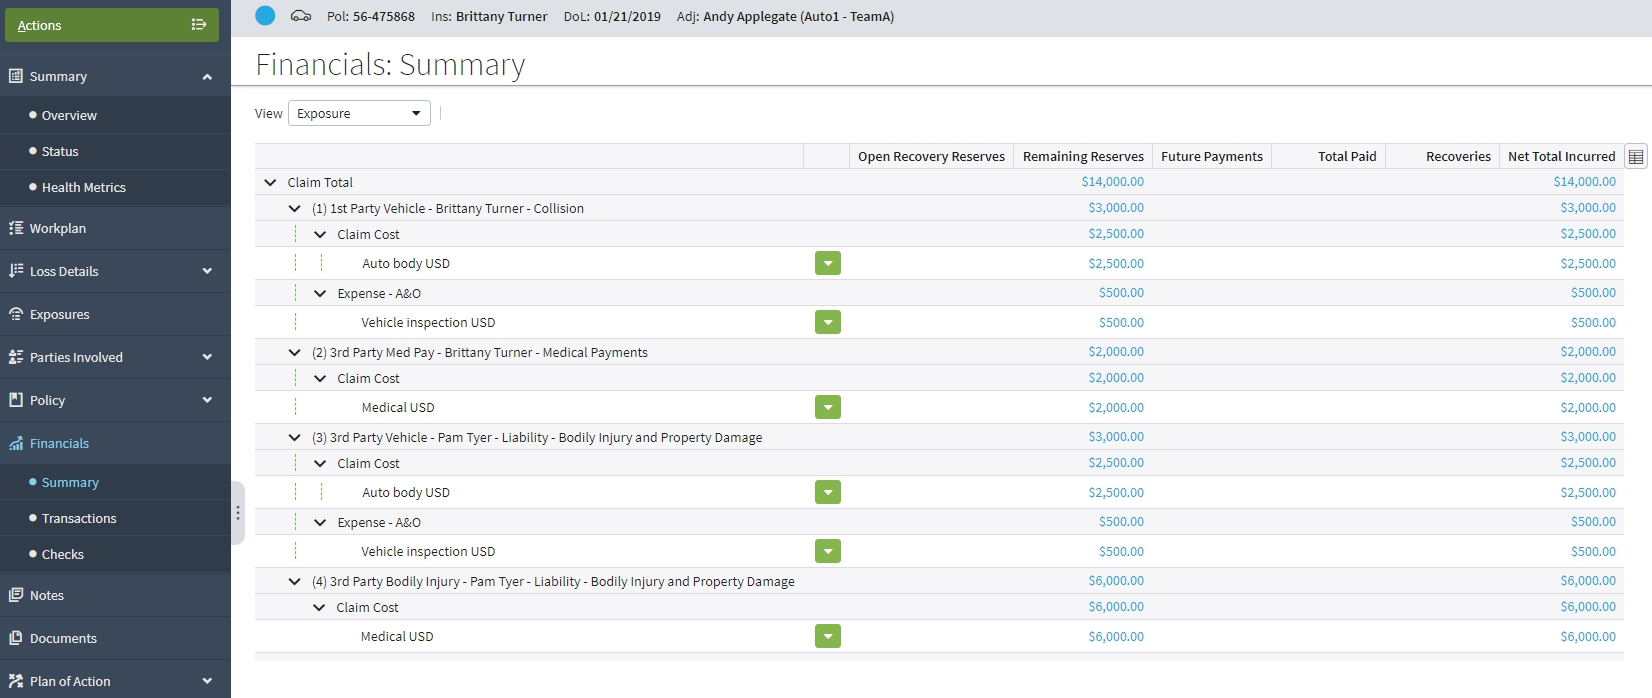 Actions
Summary
Overview
Status
Health Metrics
Workplan
Loss Details
Exposures
Parties Involved
Policy
Financials
Summary
Transactions
Checks
Notes
Documents
Plan of Action
Pol: 56-475868 Ins: Brittany Turner DoL: 01/21/2019 Adj: Andy Applegate (Auto1 - TeamA)
Financials: Summary
View Exposure
Open Recovery Reserves Remaining Reserves Future Payments Total Paid Recoveries Net Total Incurred
Claim Total $14,000.00 $14,000.00
(1) 1st Party Vehicle - Brittany Turner - Collision $3,000.00 $3,000.00
Claim Cost $2,500.00 $2,500.00
Auto body USD $2,500.00 $2,500.00
Expense - A&O $500.00 $500.00
Vehicle inspection USD $500.00 $500.00
(2) 3rd Party Med Pay - Brittany Turner - Medical Payments $2,000.00 $2,000.00
Claim Cost $2,000.00 $2,000.00
Medical USD $2,000.00 $2,000.00
(3) 3rd Party Vehicle - Pam Tyer - Liability - Bodily Injury and Property Damage $3,000.00 $3,000.00
Claim Cost $2,500.00 $2,500.00
Auto body USD $2,500.00 $2,500.00
Expense - A&O $500.00 $500.00
Vehicle inspection USD $500.00 $500.00
(4) 3rd Party Bodily Injury - Pam Tyer - Liability - Bodily Injury and Property Damage $6,000.00 $6,000.00
Claim Cost $6,000.00 $6,000.00
Medical USD $6,000.00 $6,000.00